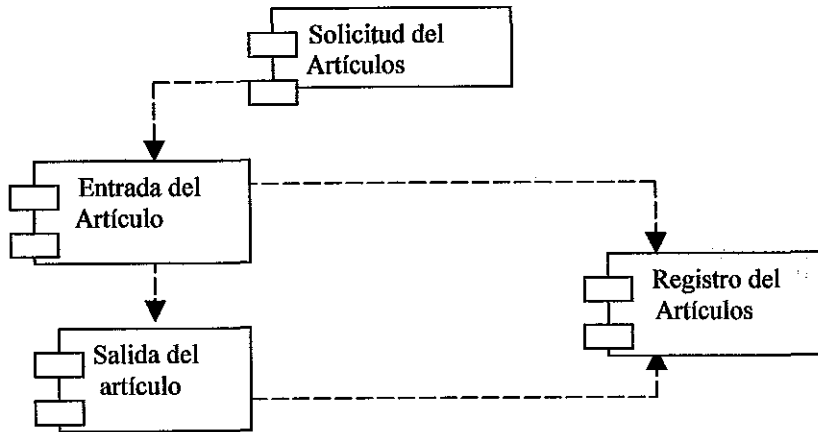 Solicitud del
Artículos
Entrada del
Artículo
Registro del
Artículos
Salida del
artículo